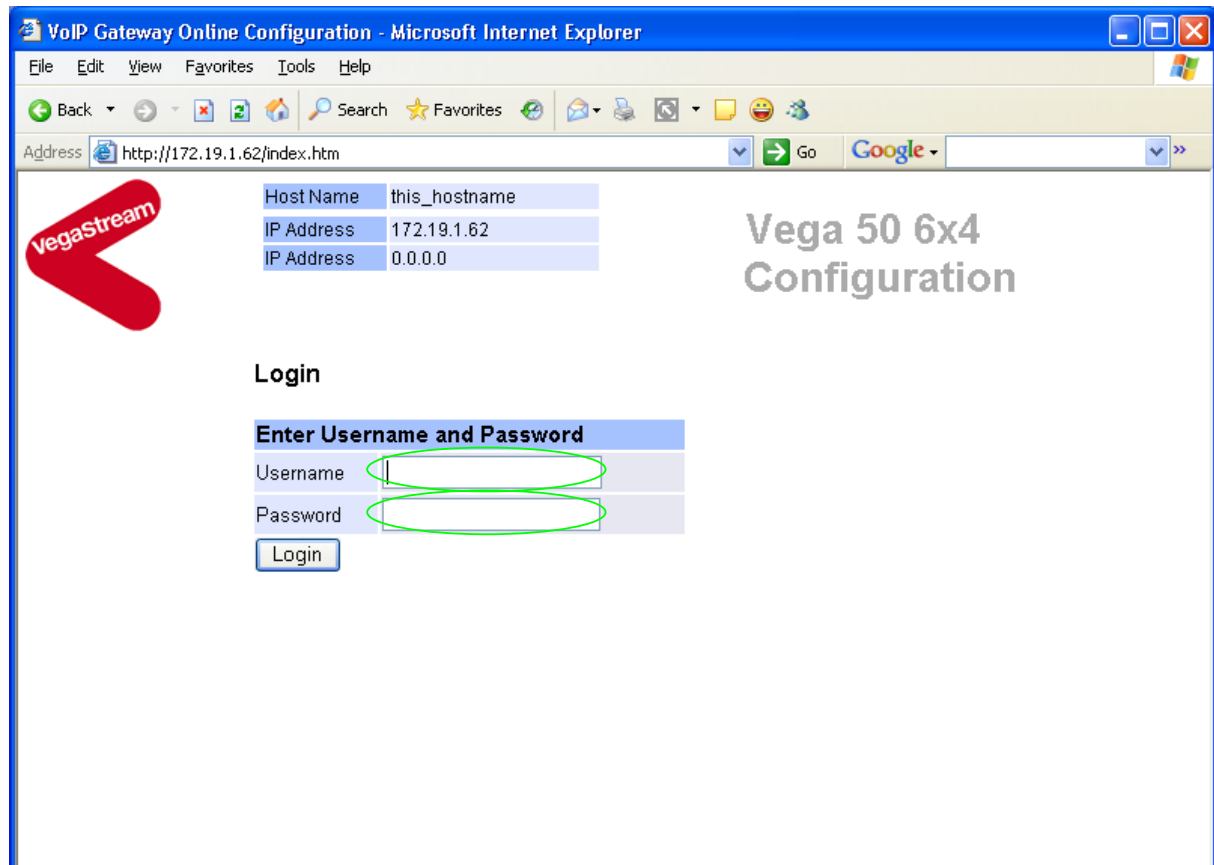 VoIP Gateway Online Configuration - Microsoft Internet Explorer
File Edit View Favorites Tools Help
Back Search Favorites
Address http://172.19.1.62/index.htm Go Google
vegastream
Host Name this_hostname
IP Address 172.19.1.62
IP Address 0.0.0.0
Vega 50 6x4
Configuration
Login
Enter Username and Password
Username
Password
Login